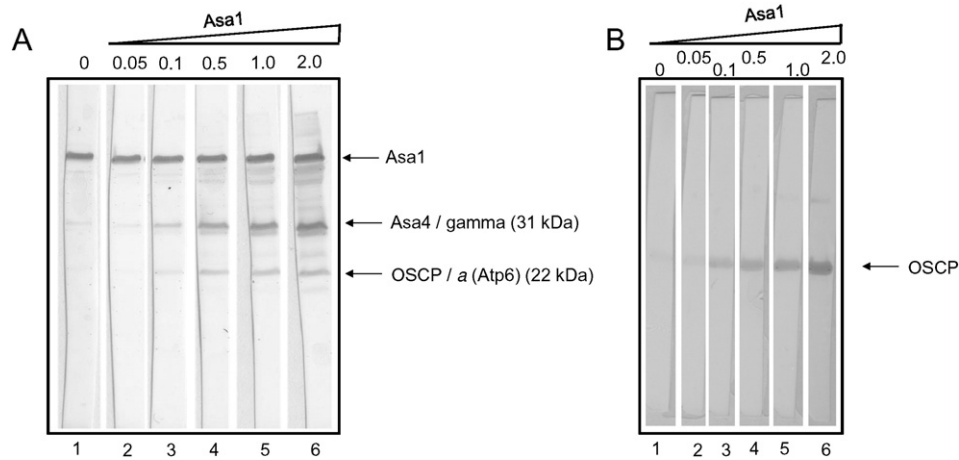 A
Asa1
0 0.05 0.1 0.5 1.0 2.0
Asa1
Asa4 / gamma (31 kDa)
OSCP / a (Atp6) (22 kDa)
1 2 3 4 5 6
B
Asa1
0 0.05 0.1 0.5 1.0 2.0
OSCP
1 2 3 4 5 6